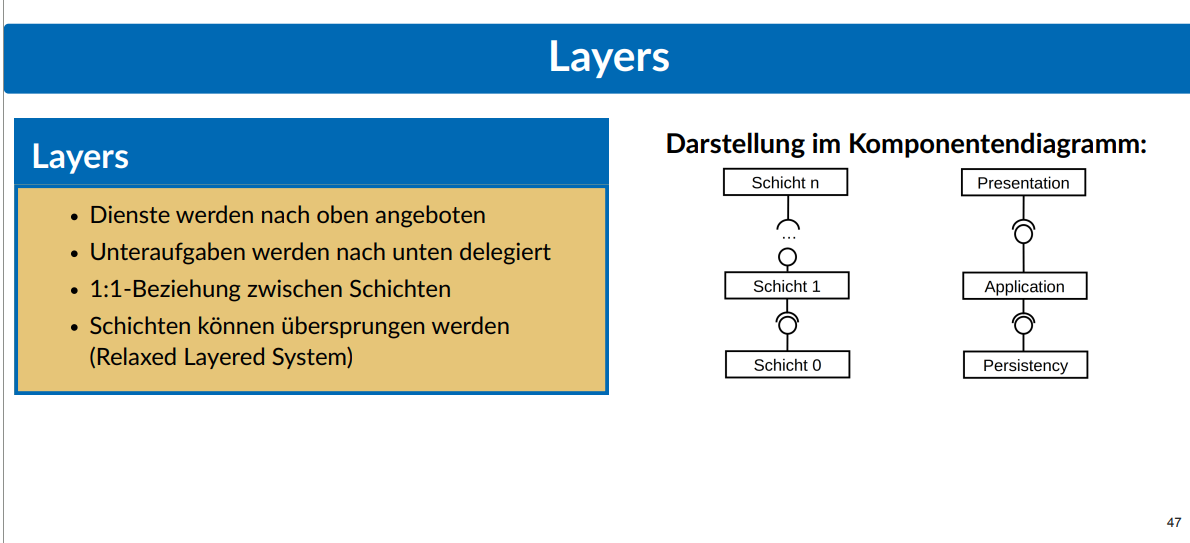 Layers
Layers
• Dienste werden nach oben angeboten
• Unteraufgaben werden nach unten delegiert
• 1:1-Beziehung zwischen Schichten
• Schichten können übersprungen werden
(Relaxed Layered System)
Darstellung im Komponentendiagramm:
Schicht n
...
Schicht 1
Schicht 0
Presentation
Application
Persistency
47